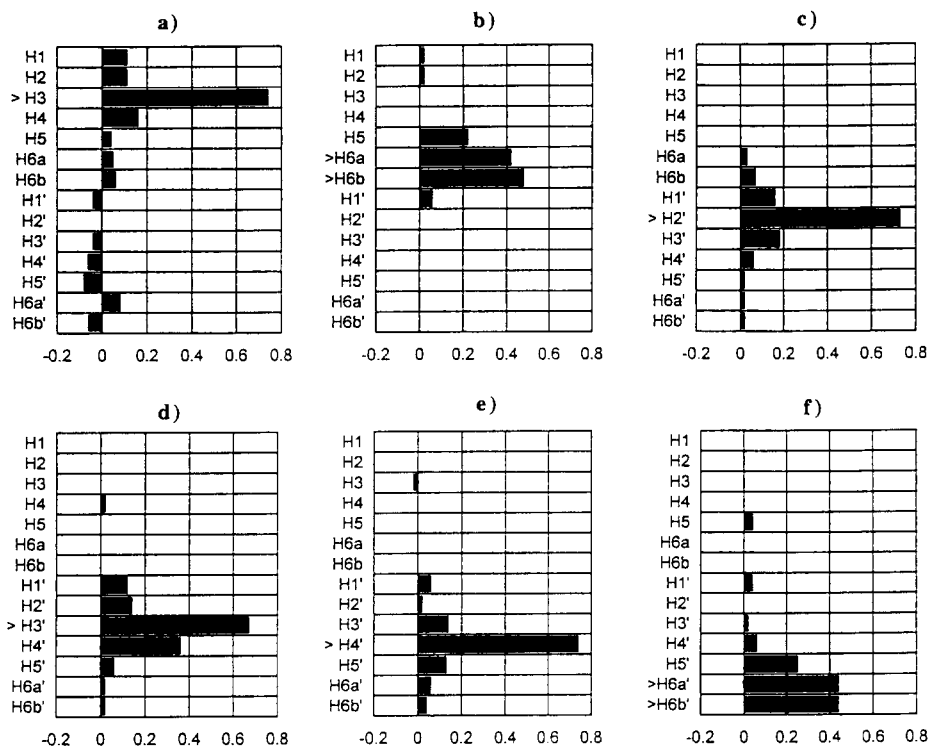 a)
H1
H2
> H3
H4
H5
H6a
H6b
H1'
H2'
H3'
H4'
H5'
H6a'
H6b'
-0.2 0 0.2 0.4 0.6 0.8
b)
H1
H2
H3
H4
H5
>H6a
>H6b
H1'
H2'
H3'
H4'
H5'
H6a'
H6b'
-0.2 0 0.2 0.4 0.6 0.8
c)
H1
H2
H3
H4
H5
H6a
H6b
H1'
> H2'
H3'
H4'
H5'
H6a'
H6b'
-0.2 0 0.2 0.4 0.6 0.8
d)
H1
H2
H3
H4
H5
H6a
H6b
H1'
H2'
> H3'
H4'
H5'
H6a'
H6b'
-0.2 0 0.2 0.4 0.6 0.8
e)
H1
H2
H3
H4
H5
H6a
H6b
H1'
H2'
H3'
> H4'
H5'
H6a'
H6b'
-0.2 0 0.2 0.4 0.6 0.8
f)
H1
H2
H3
H4
H5
H6a
H6b
H1'
H2'
H3'
H4'
H5'
>H6a'
>H6b'
-0.2 0 0.2 0.4 0.6 0.8